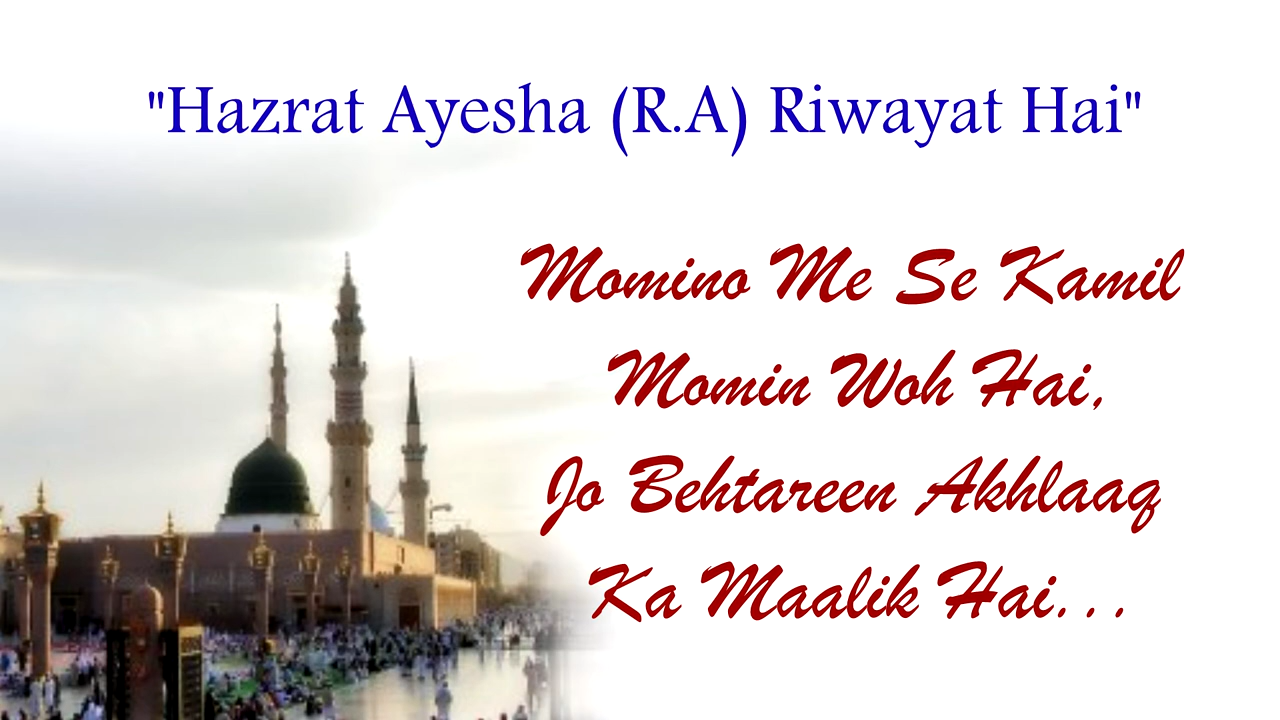 "Hazrat Ayesha (R.A) Riwayat Hai"
Momino Me Se Kamil
Momin Woh Hai,
Jo Behtareen Akhlaaq
Ka Maalik Hai...